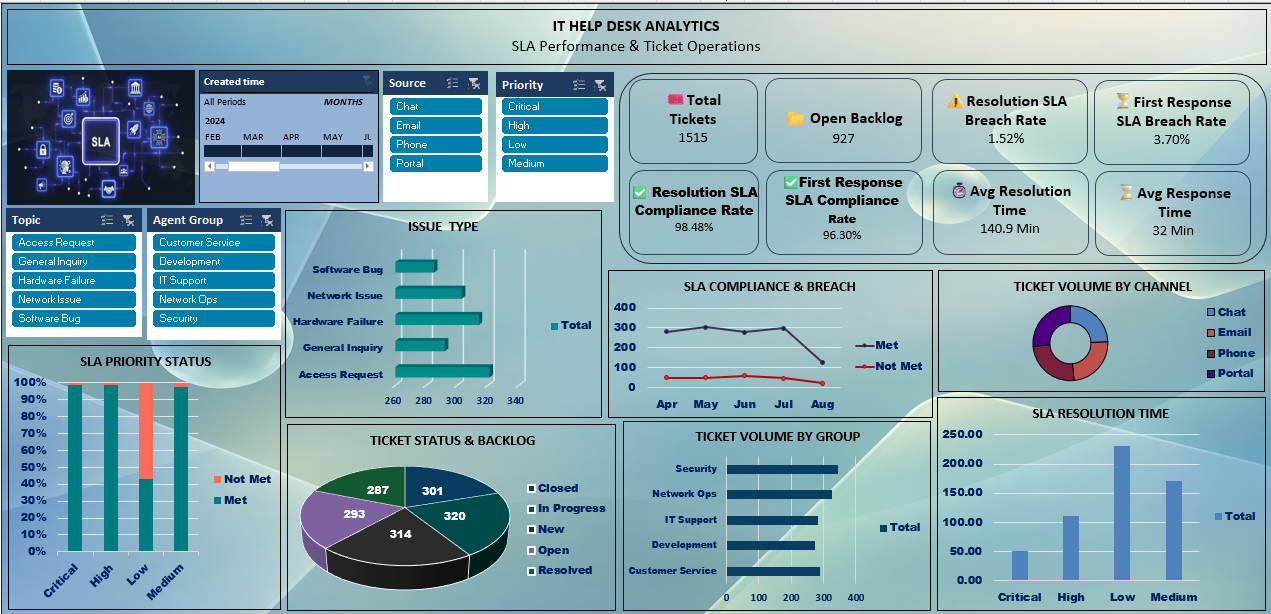 IT HELP DESK ANALYTICS
SLA Performance & Ticket Operations
SLA
Created time
All Periods
MONTHS
2024
FEB MAR APR MAY JU
Source
Chat
Email
Phone
Portal
Priority
Critical
High
Low
Medium
Total
Tickets
1515
Open Backlog
927
Resolution SLA
Breach Rate
1.52%
First Response
SLA Breach Rate
3.70%
Resolution SLA
Compliance Rate
98.48%
First Response
SLA Compliance
Rate
96.30%
Avg Resolution
Time
140.9 Min
Avg Response
Time
32 Min
Topic
Access Request
General Inquiry
Hardware Failure
Network Issue
Software Bug
Agent Group
Customer Service
Development
IT Support
Network Ops
Security
ISSUE TYPE
Software Bug
Network Issue
Hardware Failure
General Inquiry
Access Request
260 280 300 320 340
Total
SLA COMPLIANCE & BREACH
400
300
200
100
0
Apr May Jun Jul Aug
Met
Not Met
TICKET VOLUME BY CHANNEL
Chat
Email
Phone
Portal
SLA PRIORITY STATUS
100%
90%
80%
70%
60%
50%
40%
30%
20%
10%
0%
Critical High Low Medium
Not Met
Met
TICKET STATUS & BACKLOG
287
301
293
320
314
Closed
In Progress
New
Open
Resolved
TICKET VOLUME BY GROUP
Security
Network Ops
IT Support
Development
Customer Service
0 100 200 300 400
Total
SLA RESOLUTION TIME
250.00
200.00
150.00
100.00
50.00
0.00
Critical High Low Medium
Total